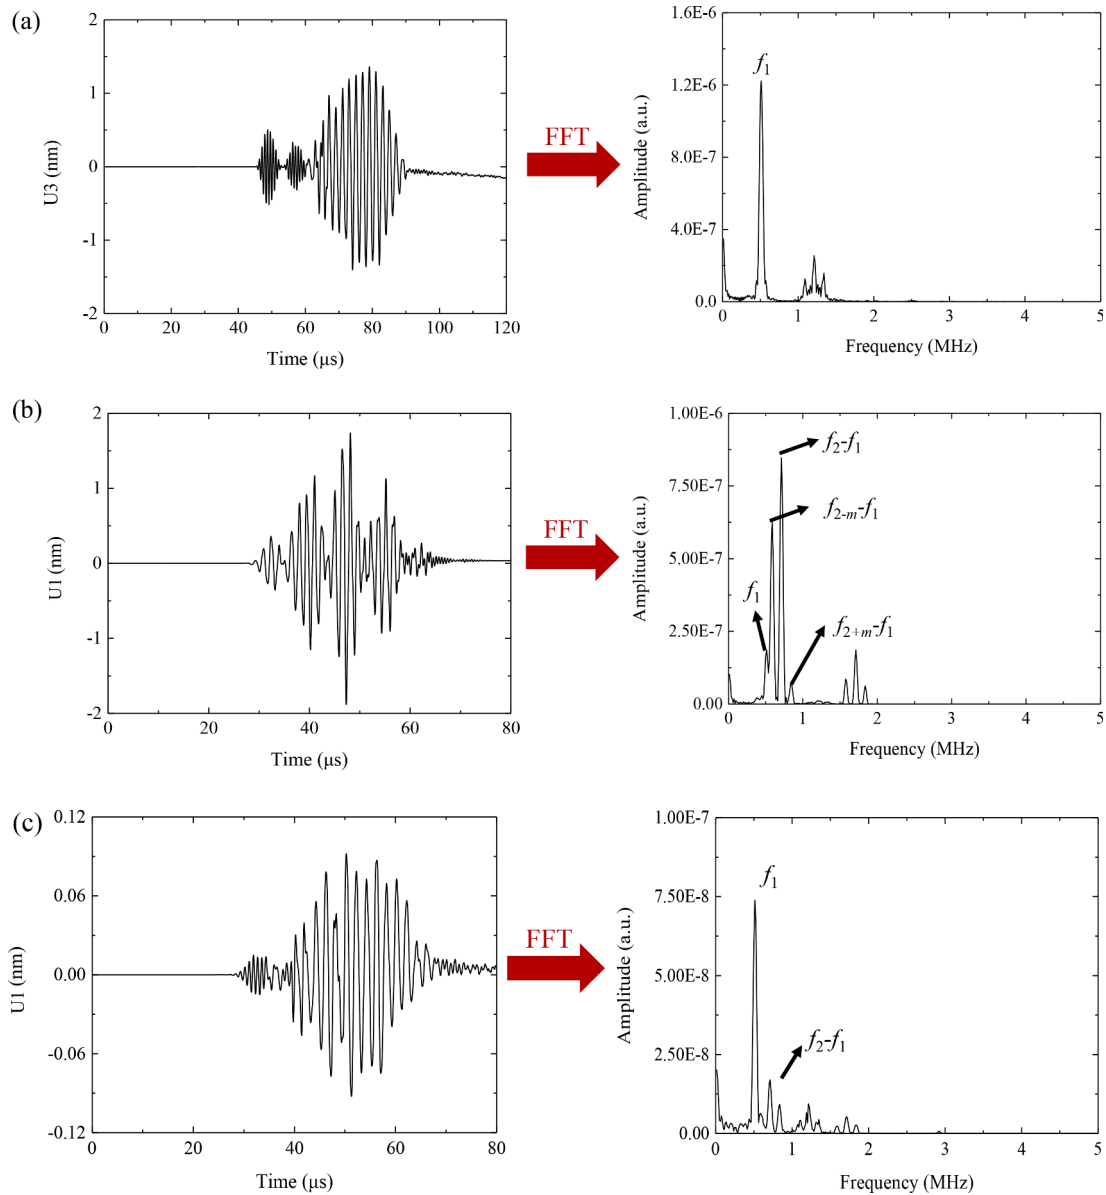 (a)
2
1
0
-1
-2
U3 (nm)
0 20 40 60 80 100 120
Time (μs)
FFT
1.6E-6
1.2E-6
8.0E-7
4.0E-7
0.0
Amplitude (a.u.)
f1
0 1 2 3 4 5
Frequency (MHz)
(b)
2
1
0
-1
-2
U1 (nm)
0 20 40 60 80
Time (μs)
FFT
1.00E-6
7.50E-7
5.00E-7
2.50E-7
0.00
Amplitude (a.u.)
f2-f1
f2-m-f1
f1
f2+m-f1
0 1 2 3 4 5
Frequency (MHz)
(c)
0.12
0.06
0.00
-0.06
-0.12
U1 (nm)
0 20 40 60 80
Time (μs)
FFT
1.00E-7
7.50E-8
5.00E-8
2.50E-8
0.00
Amplitude (a.u.)
f1
f2-f1
0 1 2 3 4 5
Frequency (MHz)